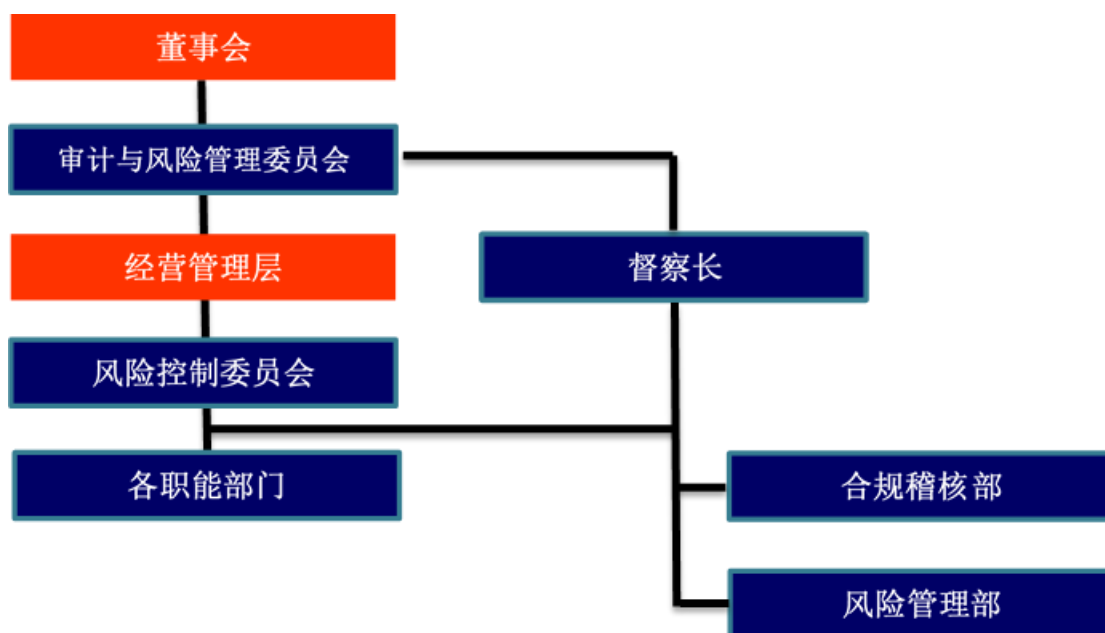 董事会
审计与风险管理委员会
经营管理层
督察长
风险控制委员会
各职能部门
合规稽核部
风险管理部